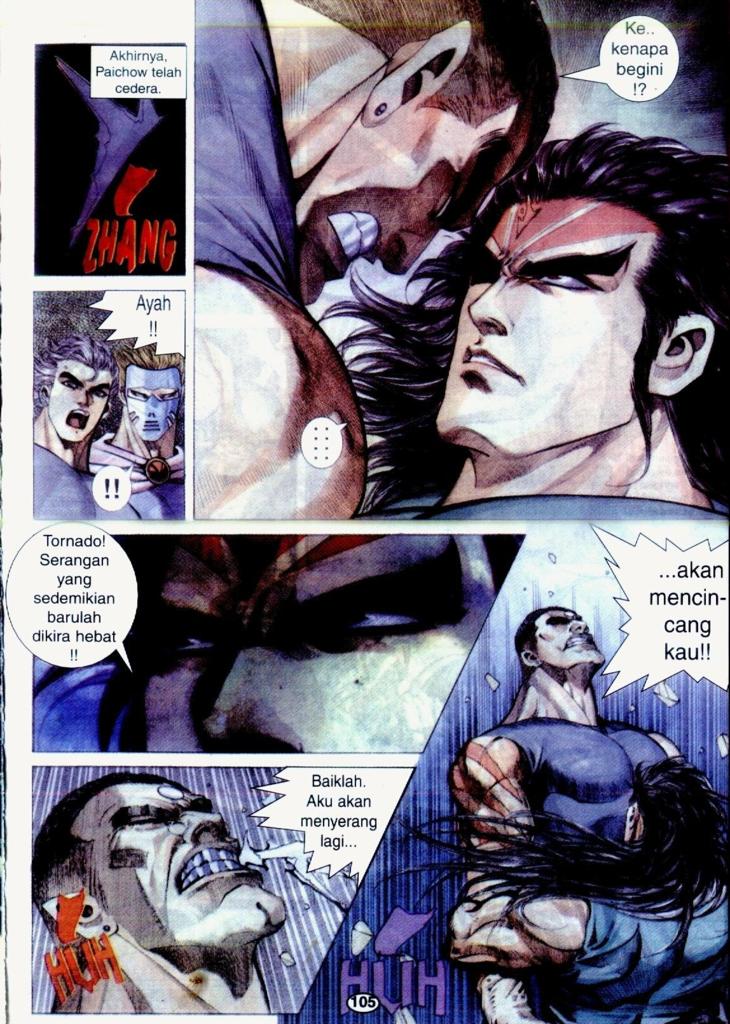 Akhirnya,
Paichow telah
cedera.
ZHANG
Ke..
kenapa
begini
!?
Ayah
!!
!!
Tornado!
Serangan
yang
sedemikian
barulah
dikira hebat
!!
Baiklah.
Aku akan
menyerang
lagi...
HUH
...akan
mencin-
cang
kau!!
HUH
105